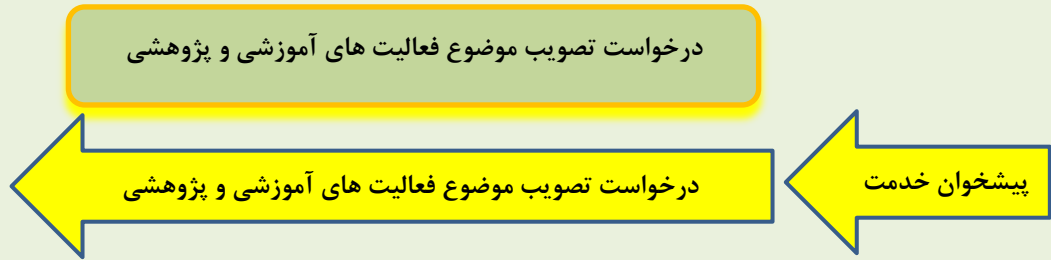 درخواست تصویب موضوع فعالیت های آموزشی و پژوهشی
پیشخوان خدمت
درخواست تصویب موضوع فعالیت های آموزشی و پژوهشی